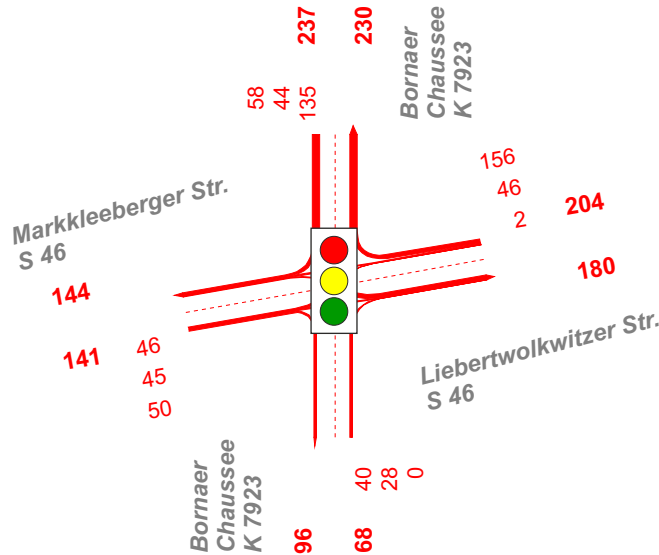 237
230
58
44
135
Bornaer
Chaussee
K 7923
156
46
2
204
180
Markkleeberger Str.
S 46
144
141
46
45
50
Liebertwolkwitzer Str.
S 46
Bornaer
Chaussee
K 7923
40
28
0
96
68